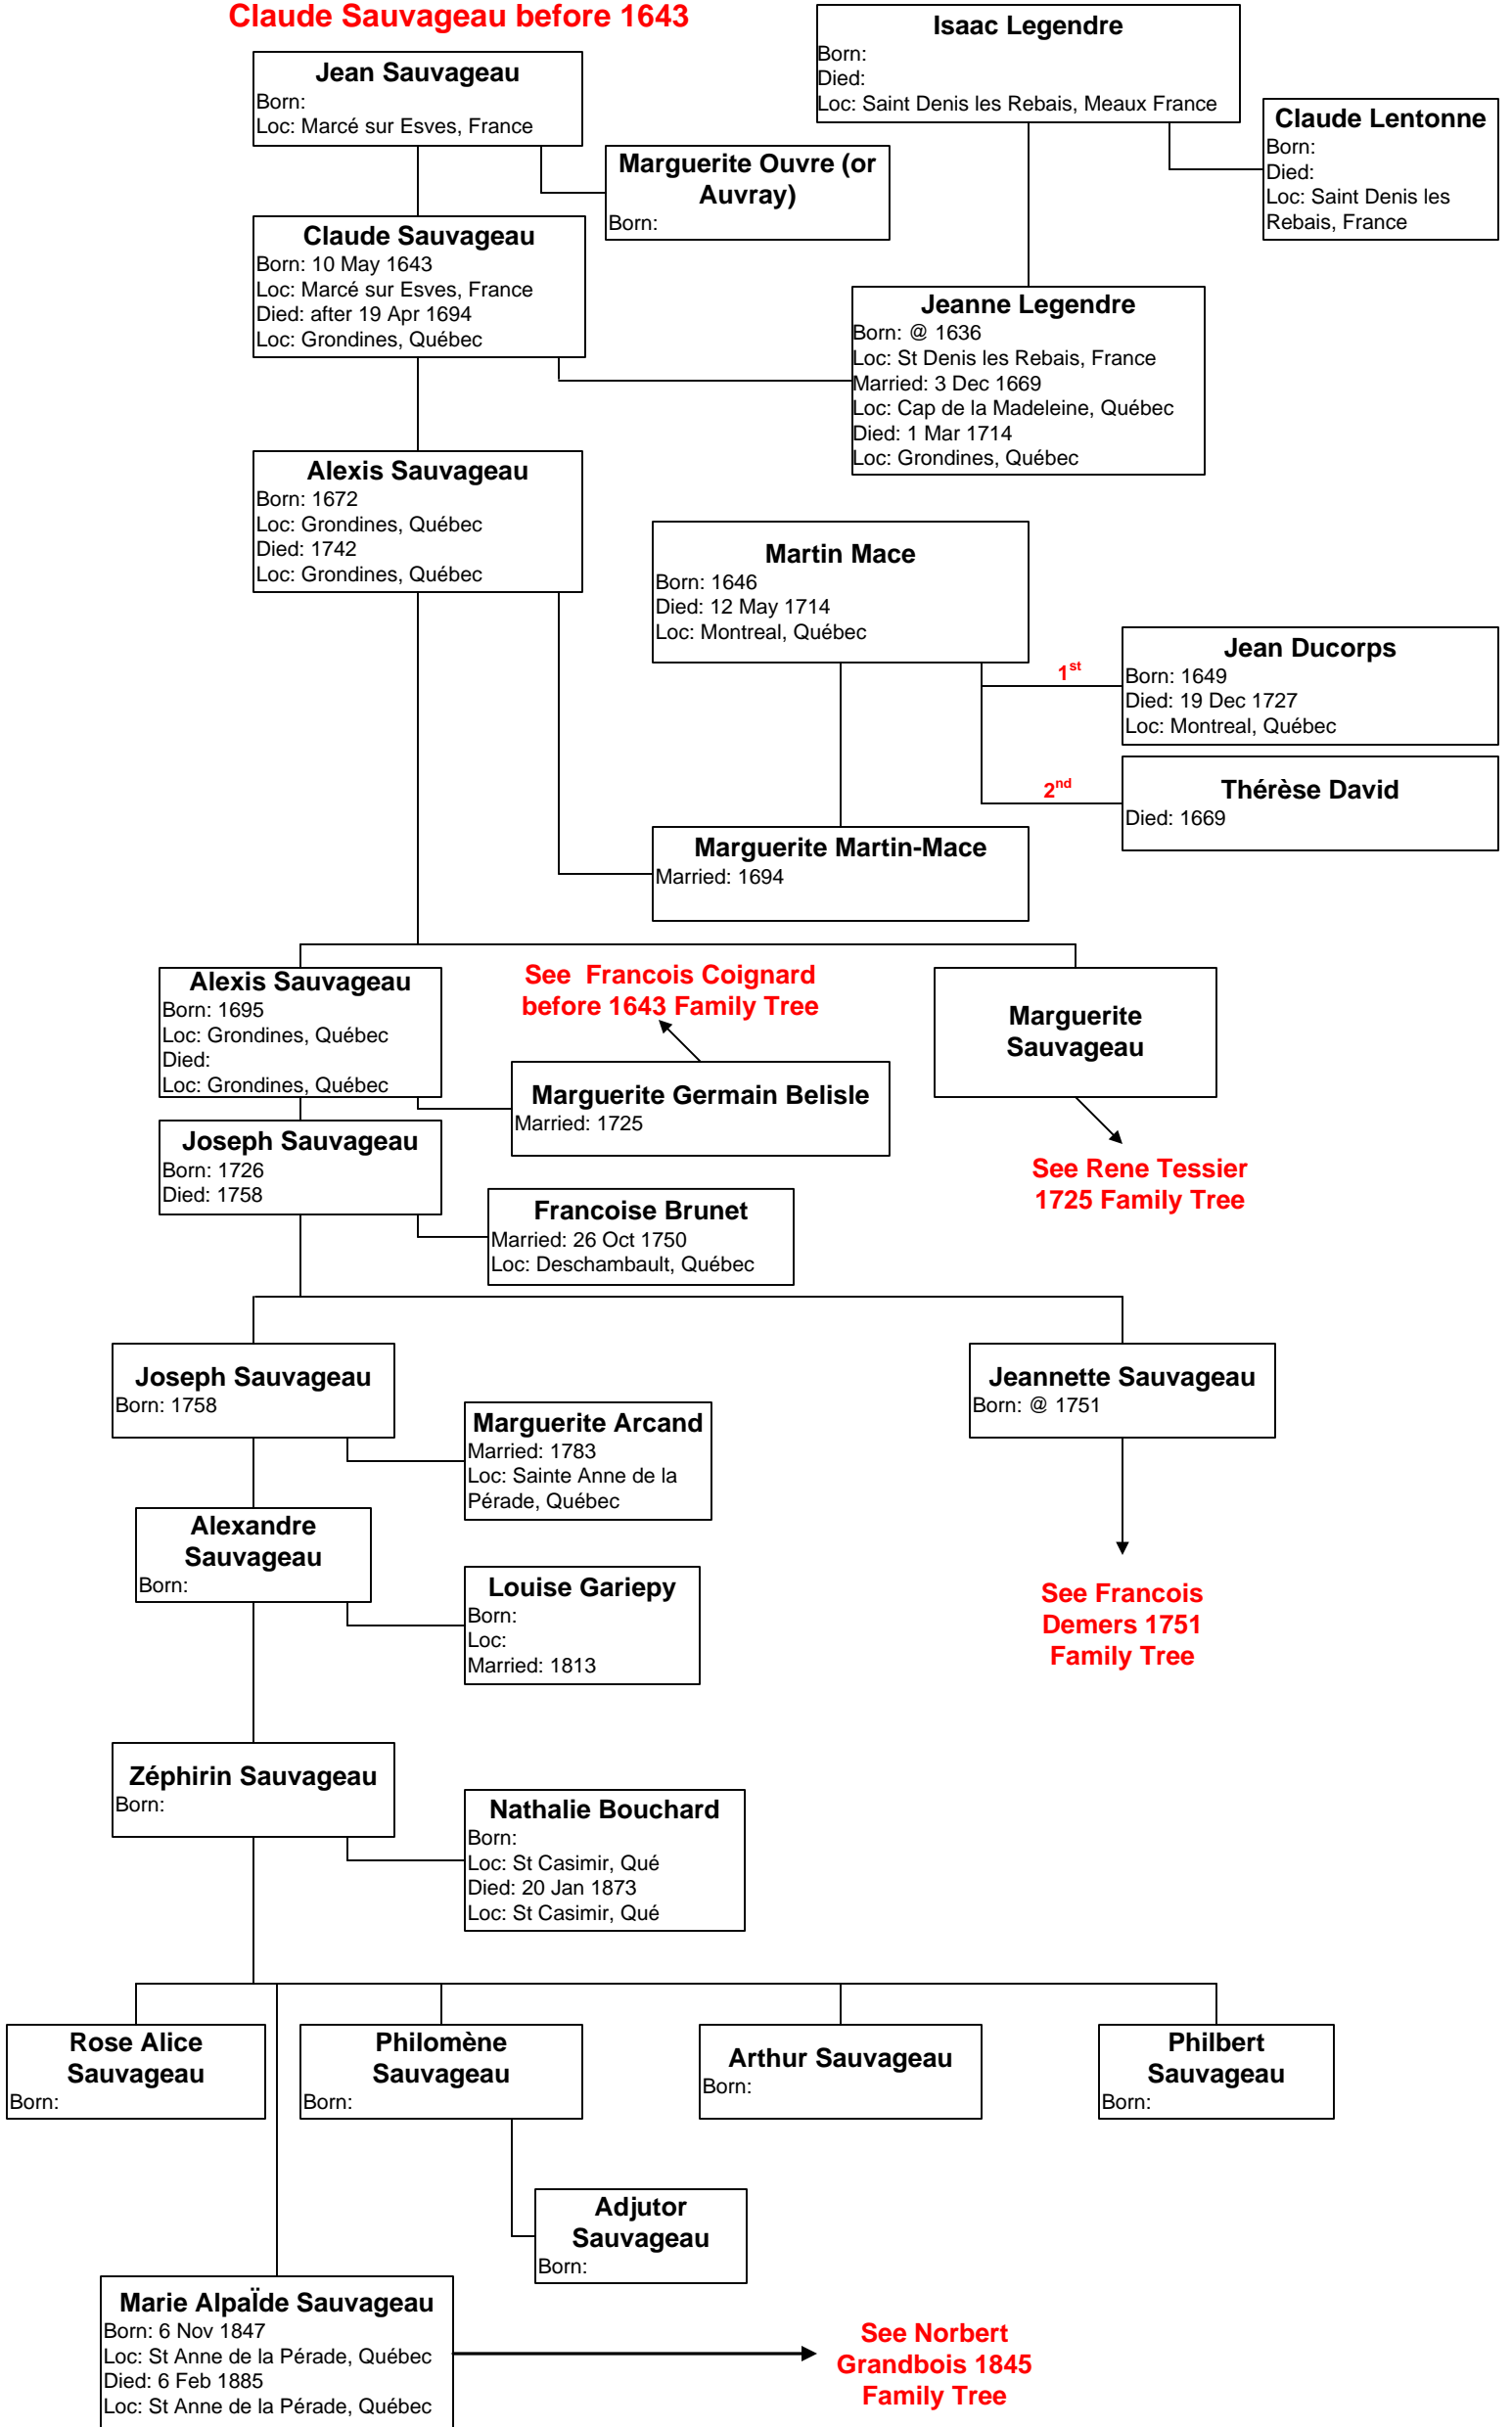 Claude Sauvageau before 1643
Isaac Legendre
Born:
Died:
Loc: Saint Denis les Rebais, Meaux France
Jean Sauvageau
Born:
Loc: Marcé sur Esves, France
Claude Lentonne
Born:
Died:
Loc: Saint Denis les
Rebais, France
Marguerite Ouvre (or
Auvray)
Born:
Claude Sauvageau
Born: 10 May 1643
Loc: Marcé sur Esves, France
Died: after 19 Apr 1694
Loc: Grondines, Québec
Jeanne Legendre
Born: @ 1636
Loc: St Denis les Rebais, France
Married: 3 Dec 1669
Loc: Cap de la Madeleine, Québec
Died: 1 Mar 1714
Loc: Grondines, Québec
Alexis Sauvageau
Born: 1672
Loc: Grondines, Québec
Died: 1742
Loc: Grondines, Québec
Martin Mace
Born: 1646
Died: 12 May 1714
Loc: Montreal, Québec
1st
Jean Ducorps
Born: 1649
Died: 19 Dec 1727
Loc: Montreal, Québec
2nd
Thérèse David
Died: 1669
Marguerite Martin-Mace
Married: 1694
Alexis Sauvageau
Born: 1695
Loc: Grondines, Québec
Died:
Loc: Grondines, Québec
See Francois Coignard
before 1643 Family Tree
Marguerite
Sauvageau
Marguerite Germain Belisle
Married: 1725
Joseph Sauvageau
Born: 1726
Died: 1758
See Rene Tessier
1725 Family Tree
Francoise Brunet
Married: 26 Oct 1750
Loc: Deschambault, Québec
Joseph Sauvageau
Born: 1758
Jeannette Sauvageau
Born: @ 1751
Marguerite Arcand
Married: 1783
Loc: Sainte Anne de la
Pérade, Québec
Alexandre
Sauvageau
Born:
Louise Gariepy
Born:
Loc:
Married: 1813
See Francois
Demers 1751
Family Tree
Zéphirin Sauvageau
Born:
Nathalie Bouchard
Born:
Loc: St Casimir, Qué
Died: 20 Jan 1873
Loc: St Casimir, Qué
Rose Alice
Sauvageau
Born:
Philomène
Sauvageau
Born:
Arthur Sauvageau
Born:
Philbert
Sauvageau
Born:
Adjutor
Sauvageau
Born:
Marie AlpaÏde Sauvageau
Born: 6 Nov 1847
Loc: St Anne de la Pérade, Québec
Died: 6 Feb 1885
Loc: St Anne de la Pérade, Québec
See Norbert
Grandbois 1845
Family Tree